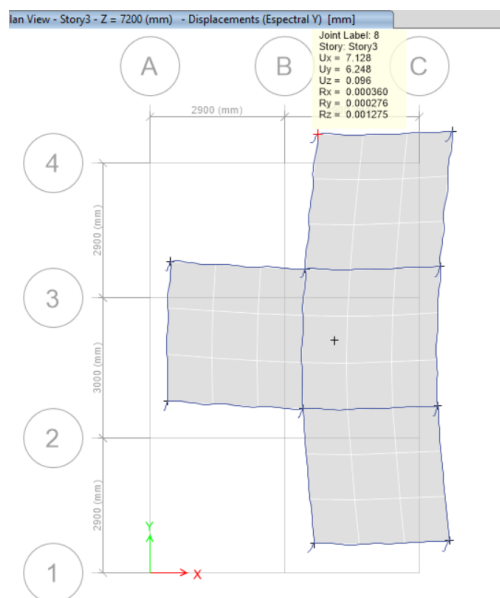 lan View - Story3 - Z = 7200 (mm) - Displacements (Espectral Y) [mm]
Joint Label: 8
Story: Story3
Ux = 7.128
Uy = 6.248
Uz = 0.096
Rx = 0.000360
Ry = 0.000276
Rz = 0.001275
A
B
C
2900 (mm)
4
2900 (mm)
3
3000 (mm)
2
2900 (mm)
1
Y
X